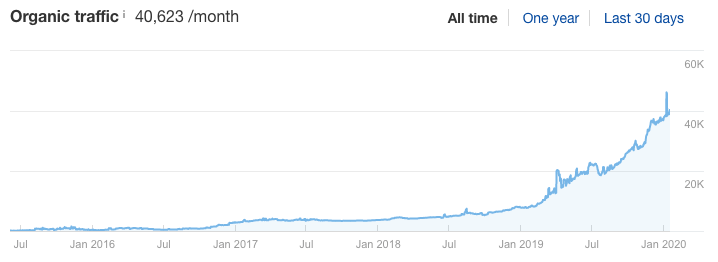 Organic traffic i 40,623 /month
All time One year Last 30 days
60K
40K
20K
Jul Jan 2016 Jul Jan 2017 Jul Jan 2018 Jul Jan 2019 Jul Jan 2020